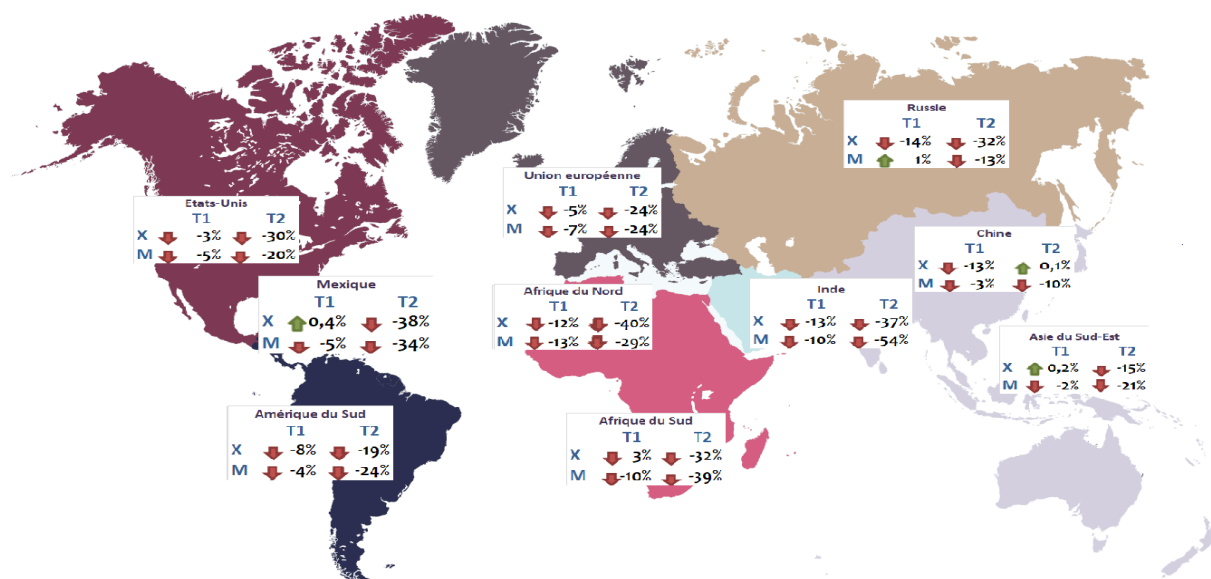 Russie
T1 T2
X -14% -32%
M 1% -13%
Union européenne
T1 T2
X -5% -24%
M -7% -24%
Etats-Unis
T1 T2
X -3% -30%
M -5% -20%
Chine
T1 T2
X -13% 0,1%
M -3% -10%
Mexique
T1 T2
X 0,4% -38%
M -5% -34%
Afrique du Nord
T1 T2
X -12% -40%
M -13% -29%
Inde
T1 T2
X -13% -37%
M -10% -54%
Asie du Sud-Est
T1 T2
X 0,2% -15%
M -2% -21%
Amérique du Sud
T1 T2
X -8% -19%
M -4% -24%
Afrique du Sud
T1 T2
X 3% -32%
M -10% -39%